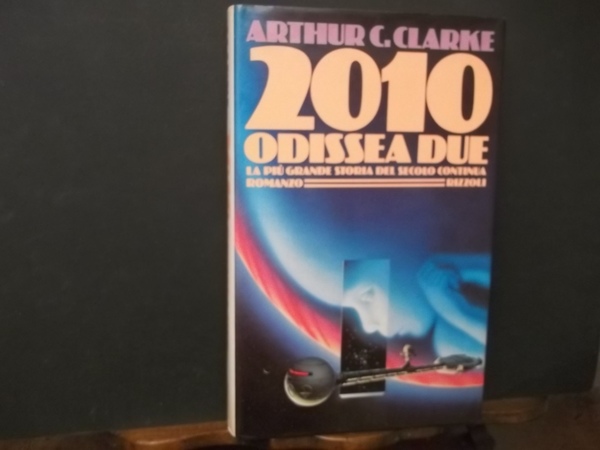 ARTHUR C. CLARKE
2010
ODISSEA DUE
LA PIÙ GRANDE STORIA DEL SECOLO CONTINUA
ROMANZO RIZZOLI